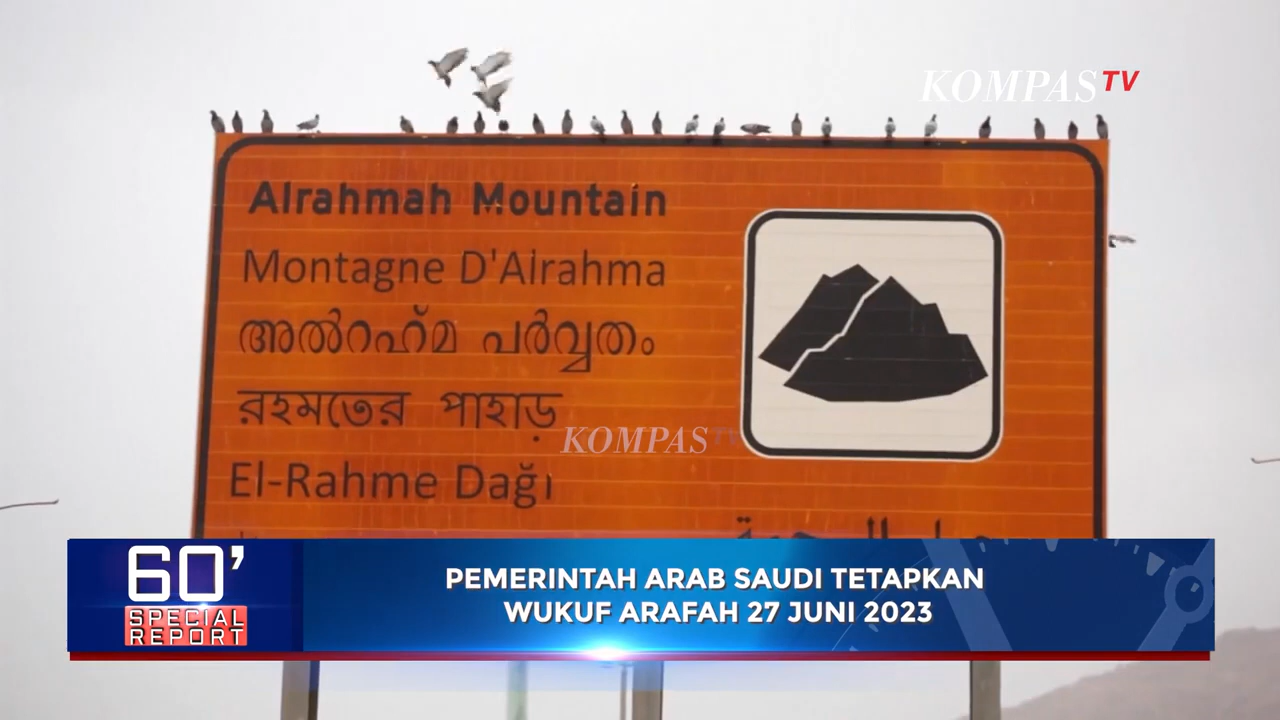 KOMPAS TV
Alrahmah Mountain
Montagne D'Alrahma
അൽറഹ്മ പർവ്വതം
রহমতের পাহাড়
KOMPAS TV
El-Rahme Dağı
60’
SPECIAL
REPORT
PEMERINTAH ARAB SAUDI TETAPKAN
WUKUF ARAFAH 27 JUNI 2023